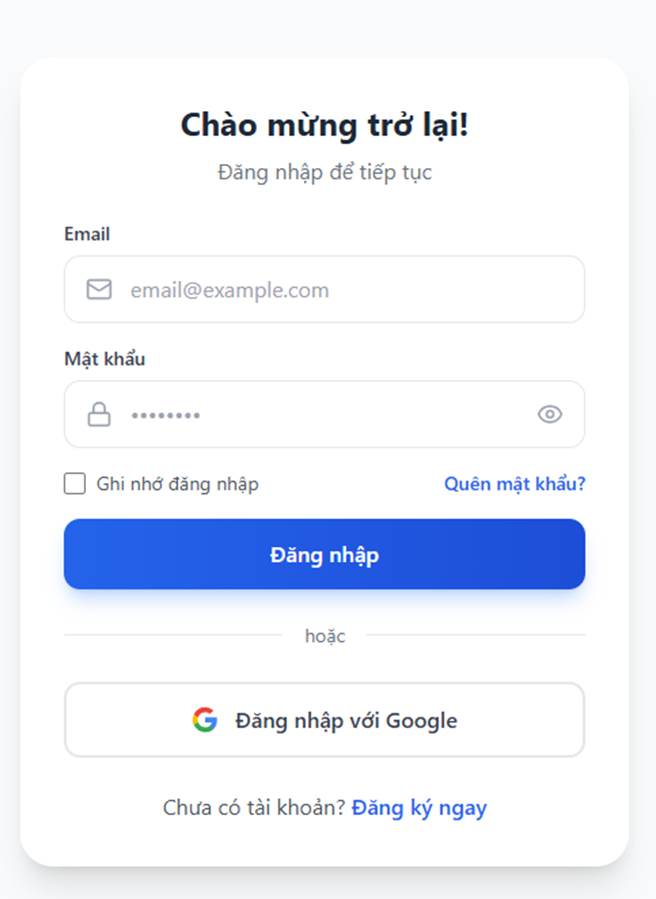 Chào mừng trở lại!
Đăng nhập để tiếp tục
Email
email@example.com
Mật khẩu
••••••••
Ghi nhớ đăng nhập Quên mật khẩu?
Đăng nhập
hoặc
Đăng nhập với Google
Chưa có tài khoản? Đăng ký ngay